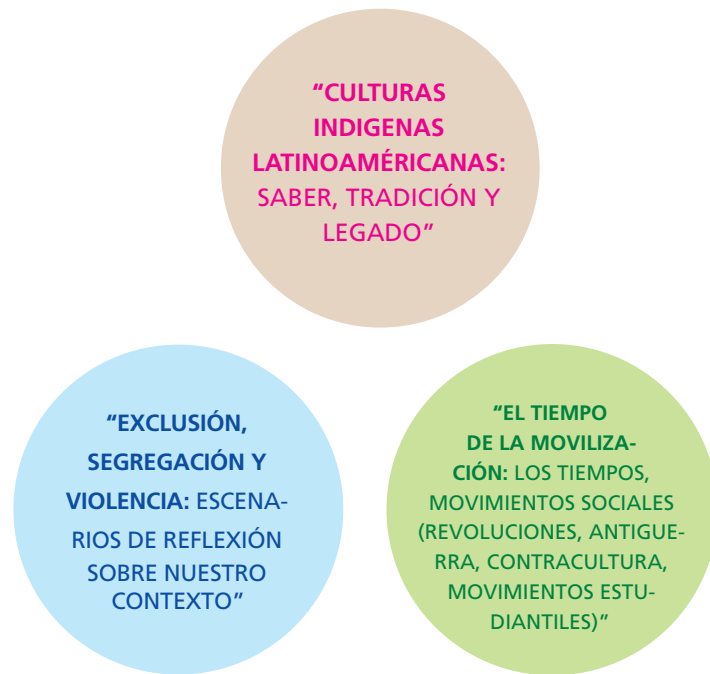 “CULTURAS
INDIGENAS
LATINOAMÉRICANAS:
SABER, TRADICIÓN Y
LEGADO”
“EXCLUSIÓN,
SEGREGACIÓN Y
VIOLENCIA: ESCENA-
RIOS DE REFLEXIÓN
SOBRE NUESTRO
CONTEXTO”
“EL TIEMPO
DE LA MOVILIZA-
CIÓN: LOS TIEMPOS,
MOVIMIENTOS SOCIALES
(REVOLUCIONES, ANTIGUE-
RRA, CONTRACULTURA,
MOVIMIENTOS ESTU-
DIANTILES)”